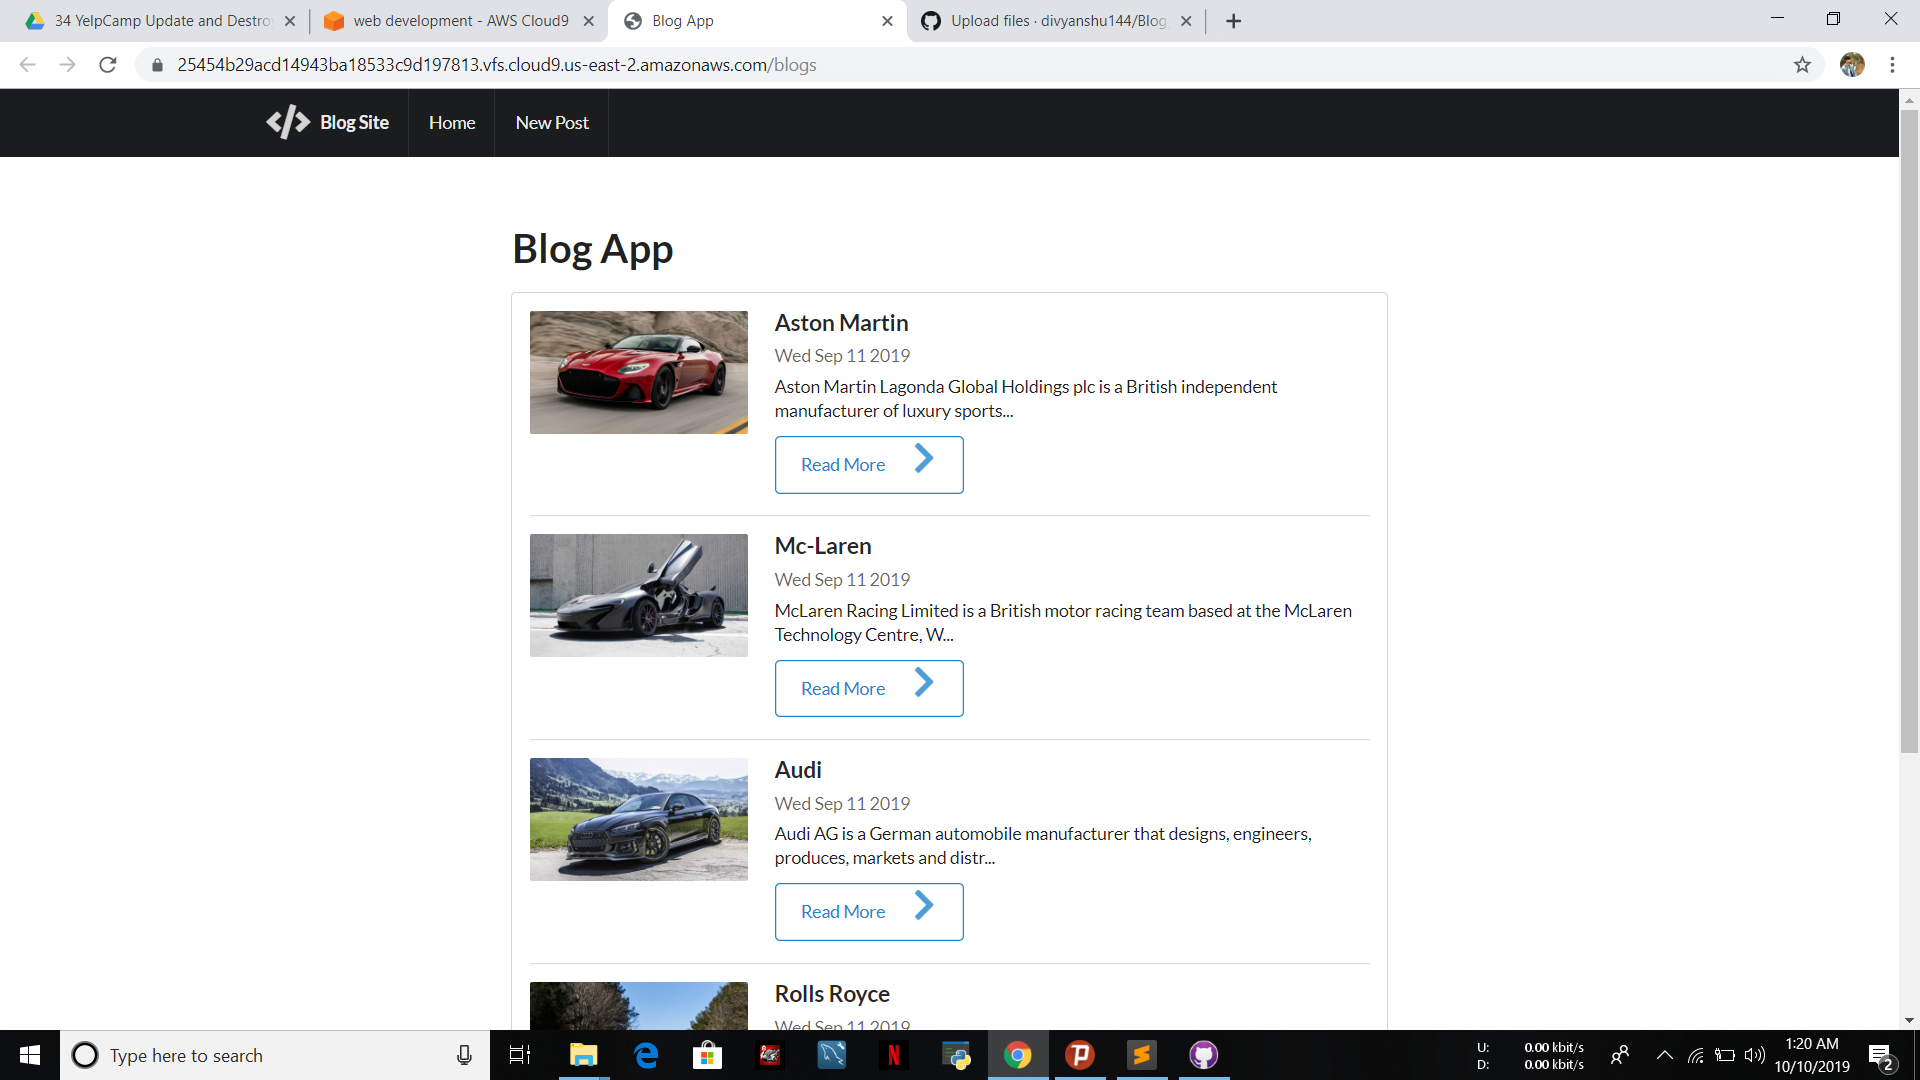 34 YelpCamp Update and Destro
web development - AWS Cloud9
Blog App
Upload files · divyanshu144/Blog_
25454b29acd14943ba18533c9d197813.vfs.cloud9.us-east-2.amazonaws.com/blogs
Blog Site
Home
New Post
Blog App
Aston Martin
Wed Sep 11 2019
Aston Martin Lagonda Global Holdings plc is a British independent
manufacturer of luxury sports...
Read More
Mc-Laren
Wed Sep 11 2019
McLaren Racing Limited is a British motor racing team based at the McLaren
Technology Centre, W...
Read More
Audi
Wed Sep 11 2019
Audi AG is a German automobile manufacturer that designs, engineers,
produces, markets and distr...
Read More
Rolls Royce
Wed Sep 11 2019
Type here to search
U: 0.00 kbit/s
D: 0.00 kbit/s
1:20 AM
10/10/2019
2